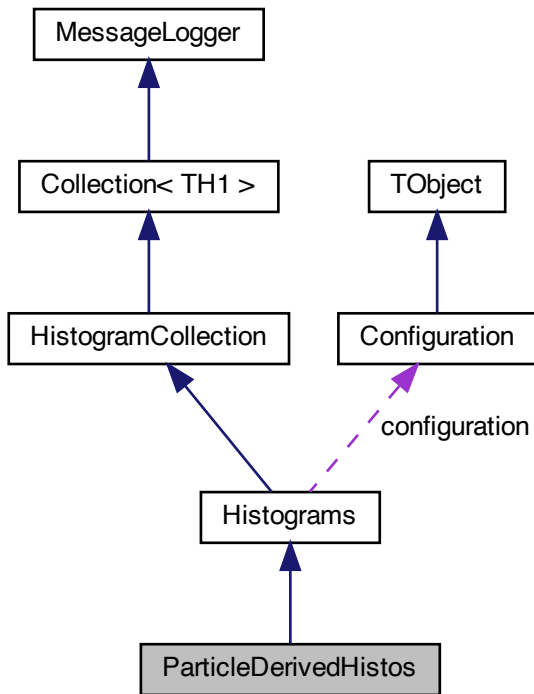 MessageLogger
Collection< TH1 >
TObject
HistogramCollection
Configuration
configuration
Histograms
ParticleDerivedHistos